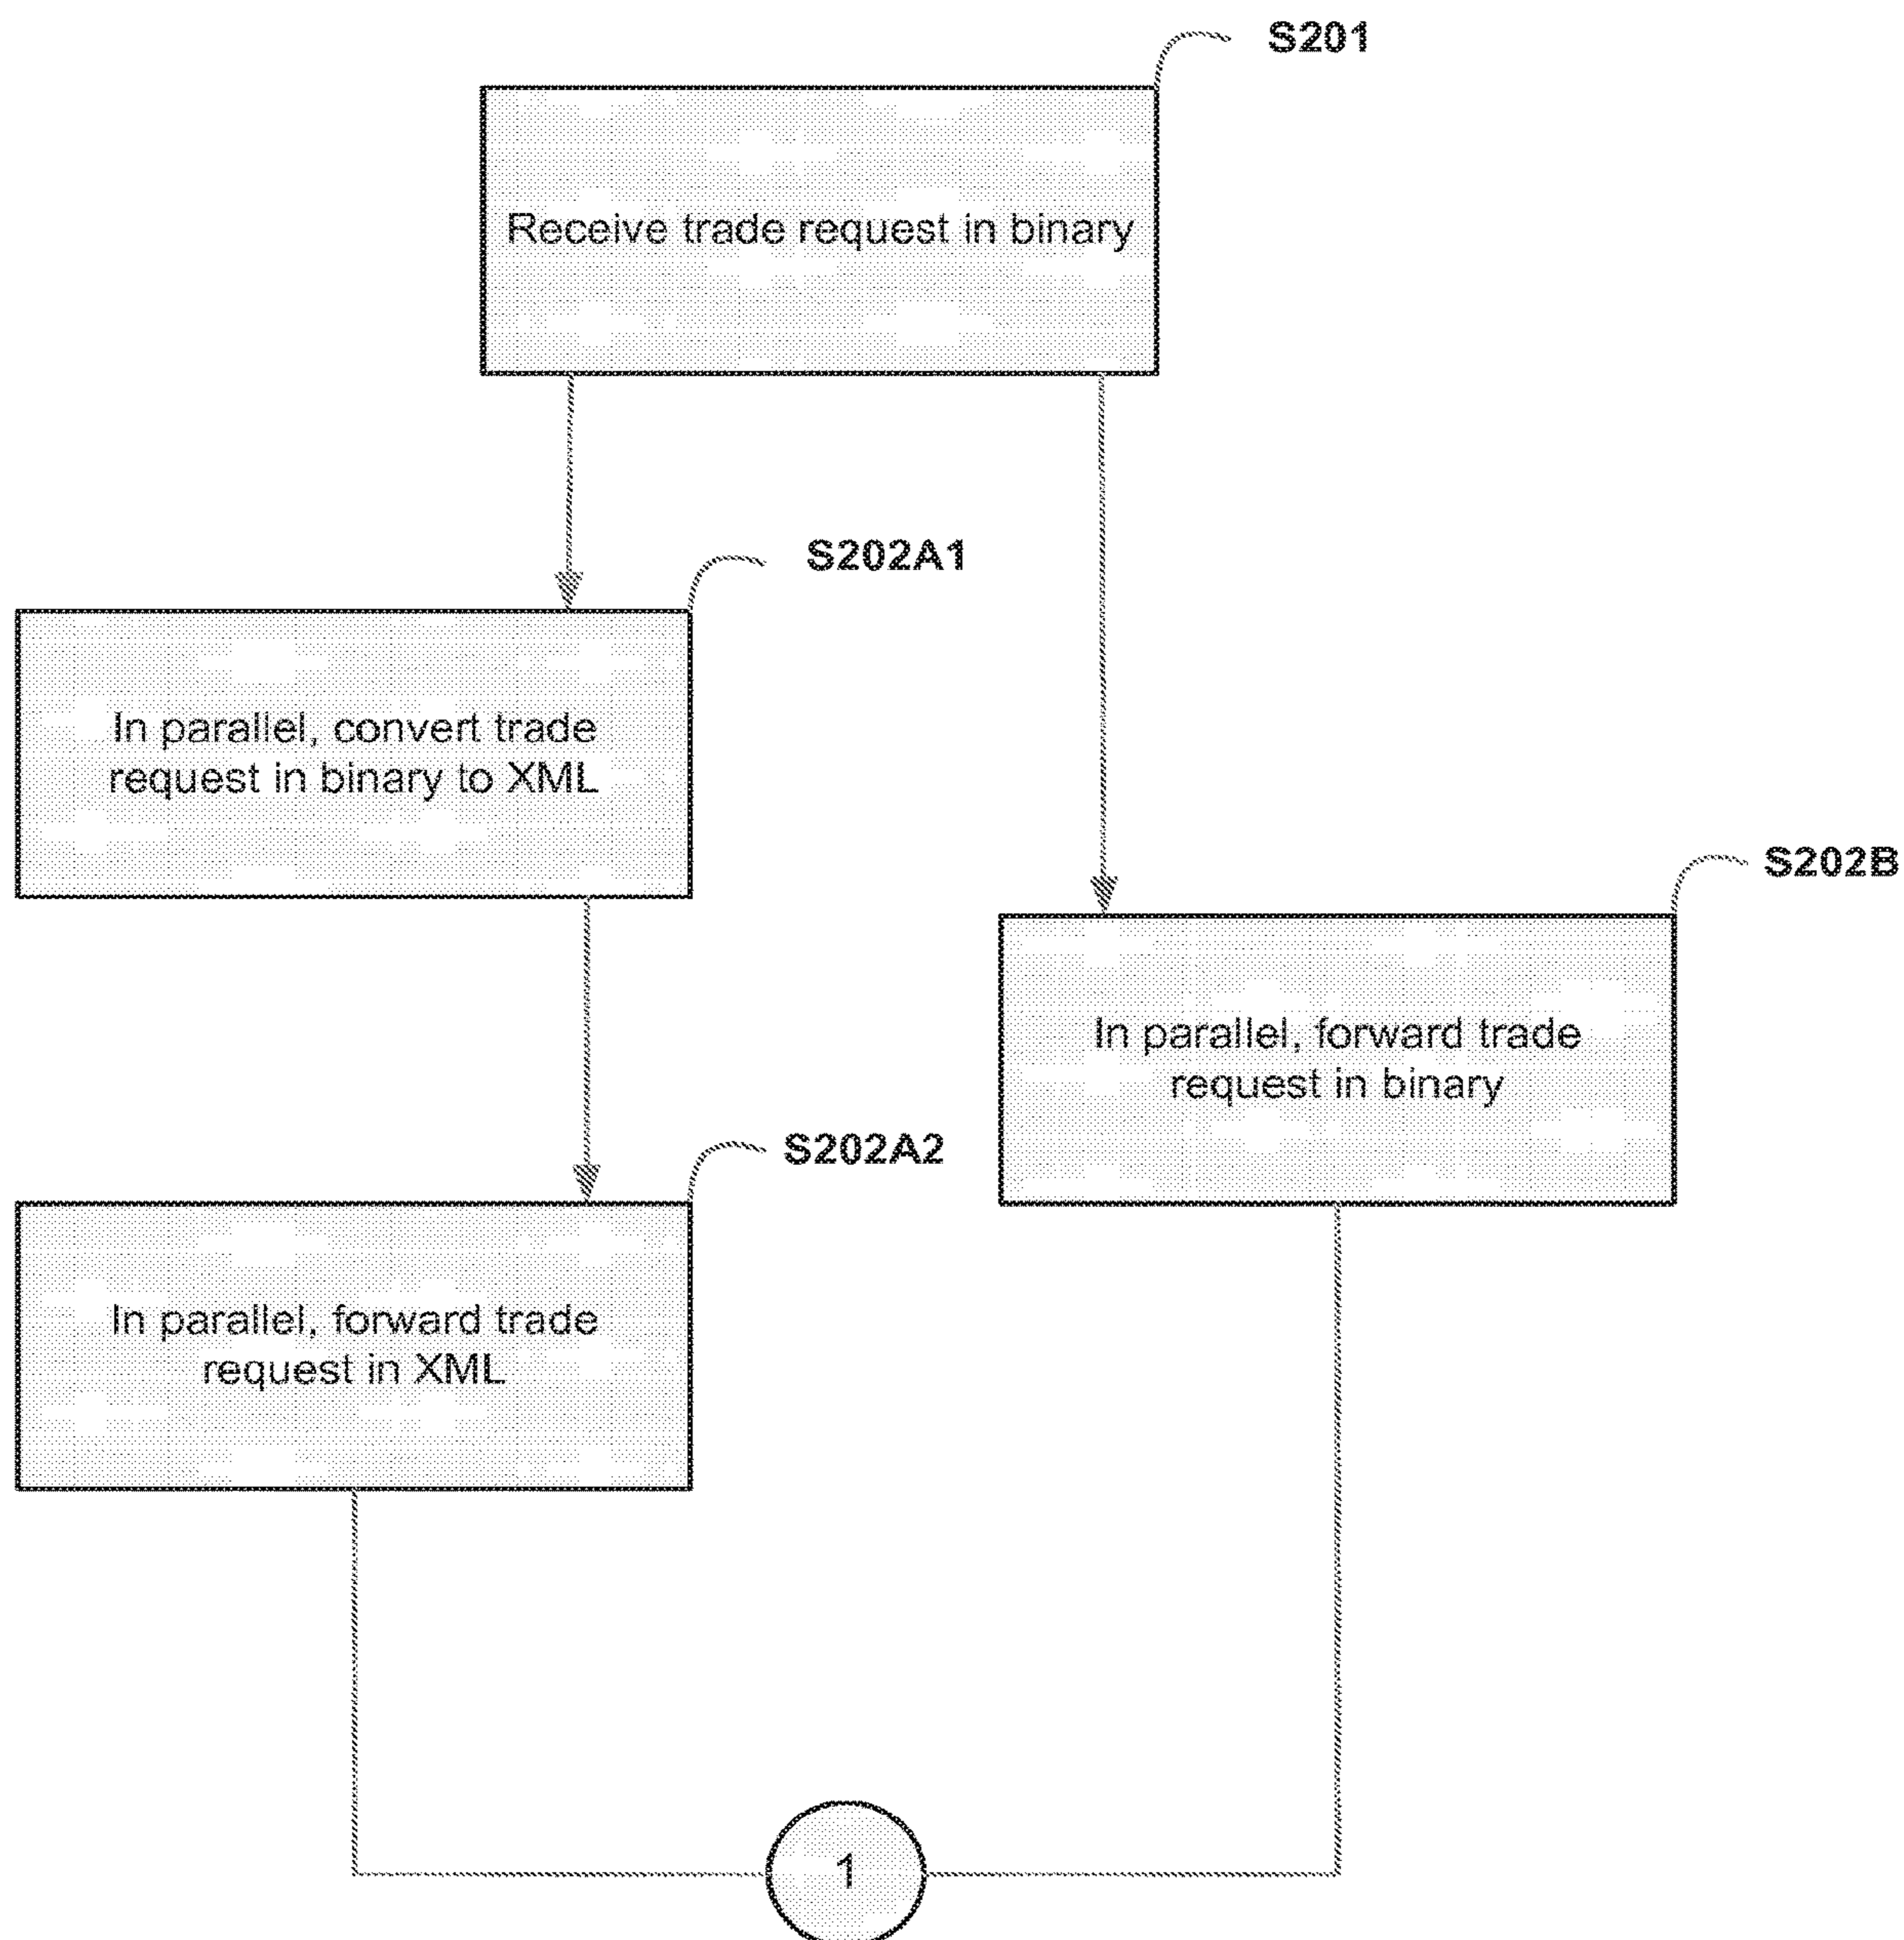 S201
Receive trade request in binary
S202A1
In parallel, convert trade
request in binary to XML
S202B
In parallel, forward trade
request in binary
S202A2
In parallel, forward trade
request in XML
1